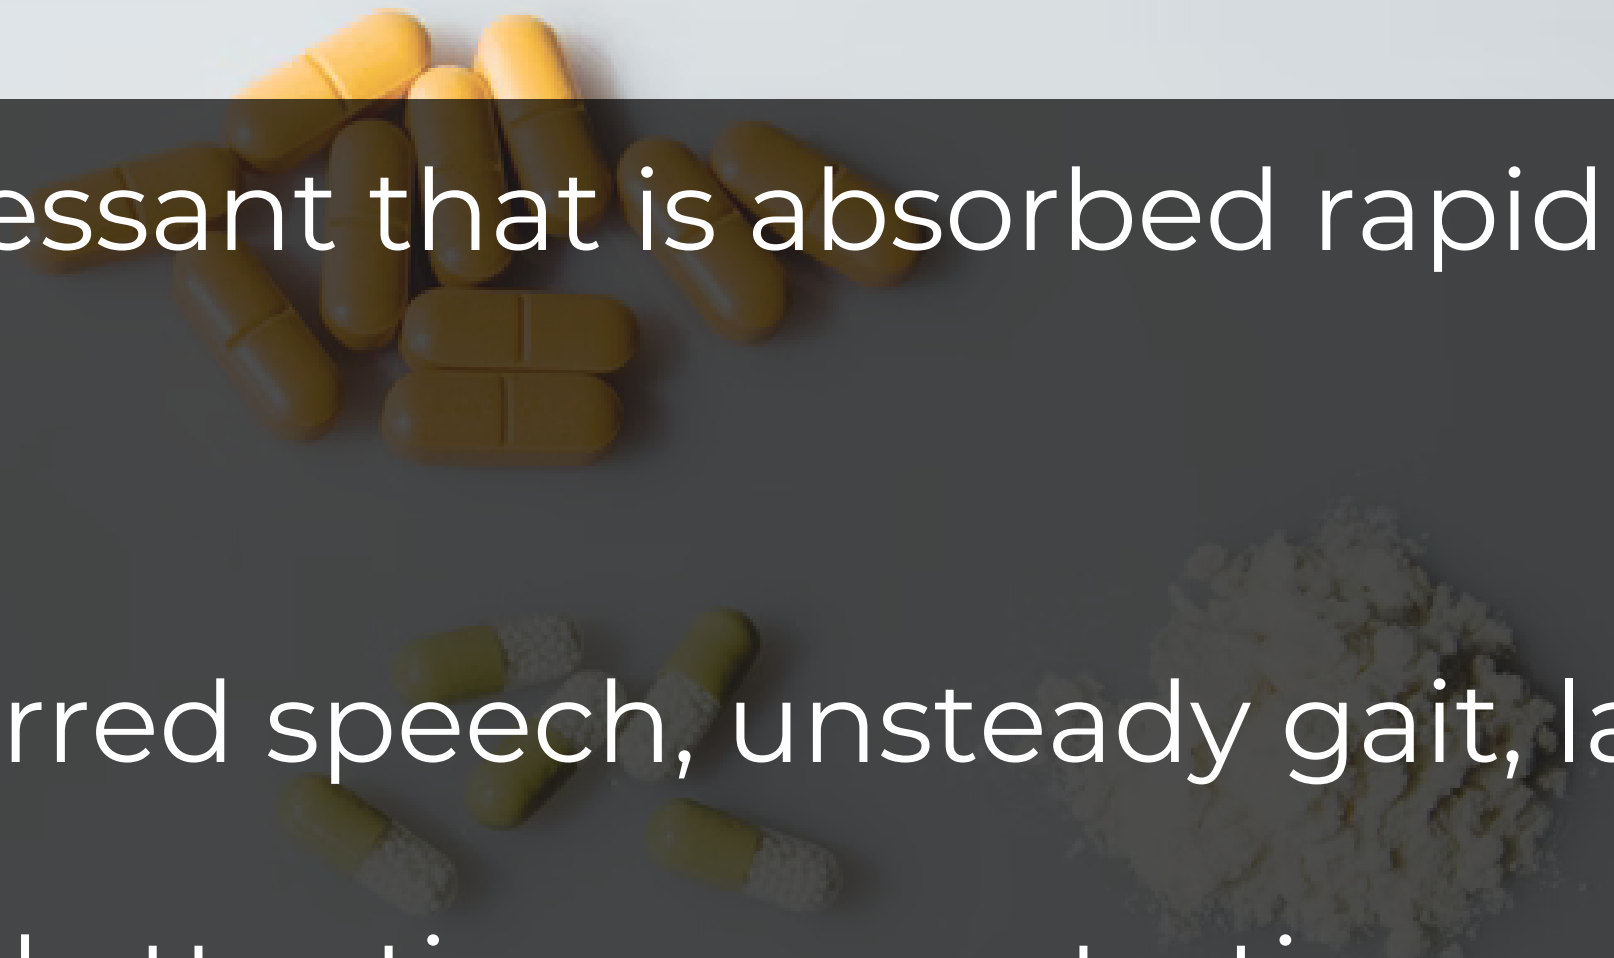 essant that is absorbed rapid
rred speech, unsteady gait, la